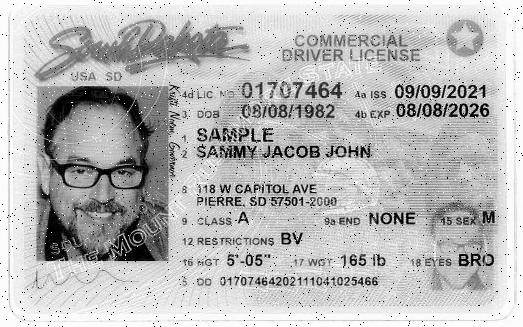 South Dakota
USA SD
COMMERCIAL
DRIVER LICENSE
4d LIC. NO. 01707464 4a ISS 09/09/2021
3. DOB 08/08/1982 4b EXP 08/08/2026
1 SAMPLE
2 SAMMY JACOB JOHN
8 118 W CAPITOL AVE
PIERRE, SD 57501-2000
9 CLASS A 9a END NONE 15 SEX M
12 RESTRICTIONS BV
16 HGT 5'-05" 17 WGT 165 lb 18 EYES BRO
5 DD 01707464202111041025466
Kristi Noem, Governor
THE MOUNT STATE